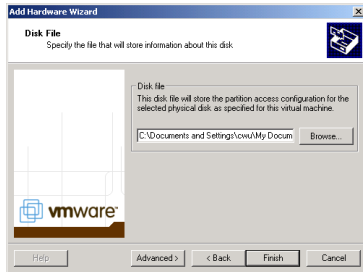 Add Hardware Wizard
Disk File
Specify the file that will store information about this disk
Disk file
This disk file will store the partition access configuration for the
selected physical disk as specified for this virtual machine.
C:\Documents and Settings\cwu\My Docum
Browse...
vmware
Help
Advanced >
< Back
Finish
Cancel